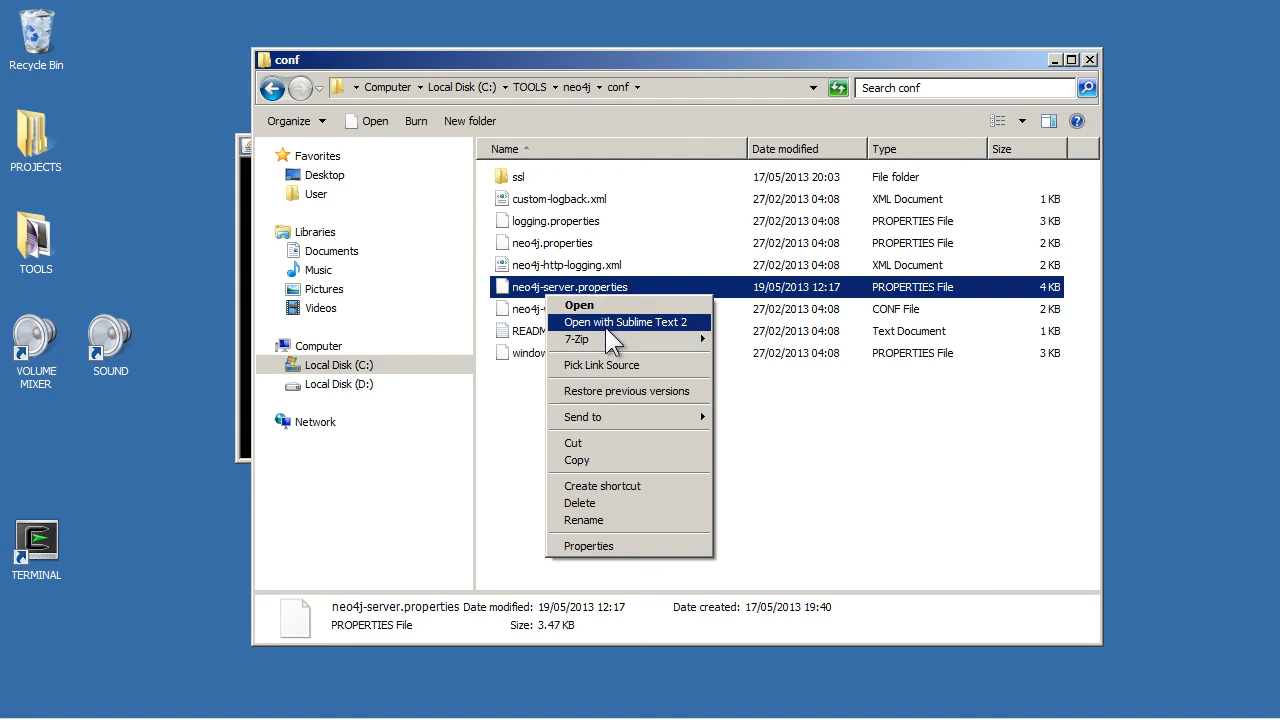 Recycle Bin
PROJECTS
TOOLS
VOLUME
MIXER
SOUND
TERMINAL
conf
Computer Local Disk (C:) TOOLS neo4j conf
Search conf
Organize Open Burn New folder
Name Date modified Type Size
Favorites
Desktop
User
Libraries
Documents
Music
Pictures
Videos
Computer
Local Disk (C:)
Local Disk (D:)
Network
ssl 17/05/2013 20:03 File folder
custom-logback.xml 27/02/2013 04:08 XML Document 1 KB
logging.properties 27/02/2013 04:08 PROPERTIES File 3 KB
neo4j.properties 27/02/2013 04:08 PROPERTIES File 2 KB
neo4j-http-logging.xml 27/02/2013 04:08 XML Document 2 KB
neo4j-server.properties 19/05/2013 12:17 PROPERTIES File 4 KB
27/02/2013 04:08 CONF File 2 KB
27/02/2013 04:08 Text Document 1 KB
27/02/2013 04:08 PROPERTIES File 3 KB
Open
Open with Sublime Text 2
7-Zip
Pick Link Source
Restore previous versions
Send to
Cut
Copy
Create shortcut
Delete
Rename
Properties
neo4j-server.properties Date modified: 19/05/2013 12:17 Date created: 17/05/2013 19:40
PROPERTIES File Size: 3.47 KB